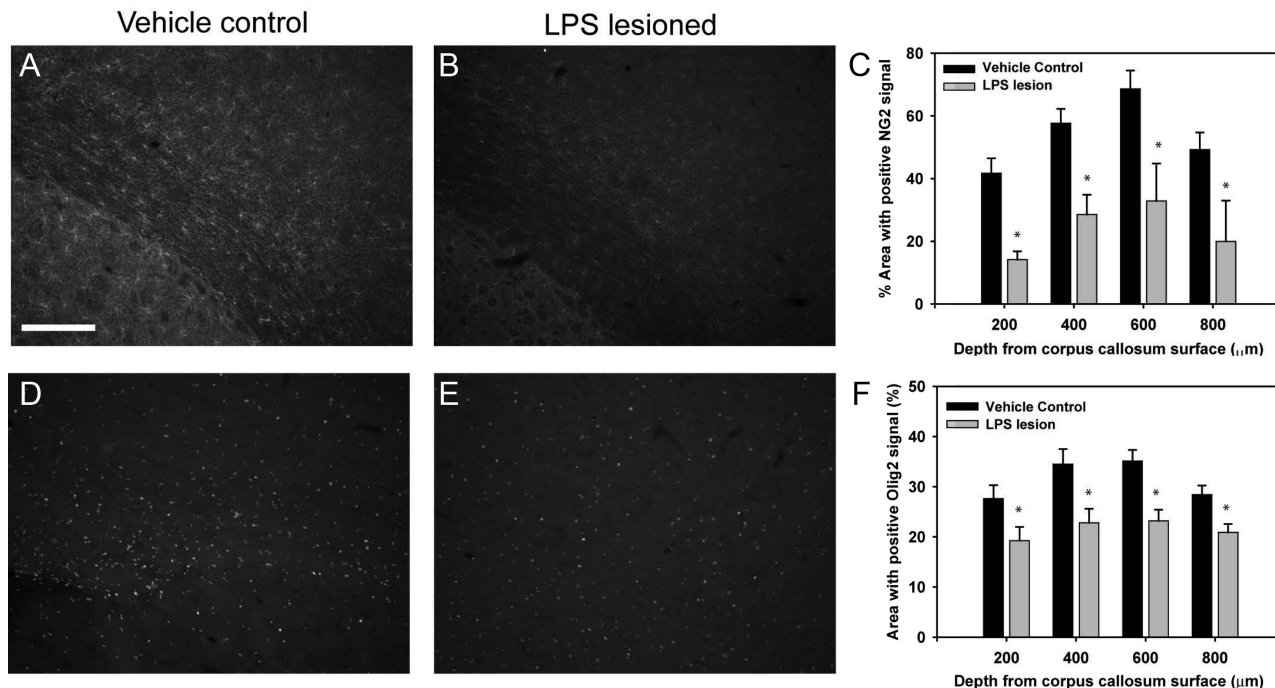 Vehicle control
LPS lesioned
A
B
C
80
60
40
20
0
% Area with positive NG2 signal
Vehicle Control
LPS lesion
*
*
*
*
200 400 600 800
Depth from corpus callosum surface (μm)
D
E
F
50
40
30
20
10
0
Area with positive Olig2 signal (%)
Vehicle Control
LPS lesion
*
*
*
*
200 400 600 800
Depth from corpus callosum surface (μm)